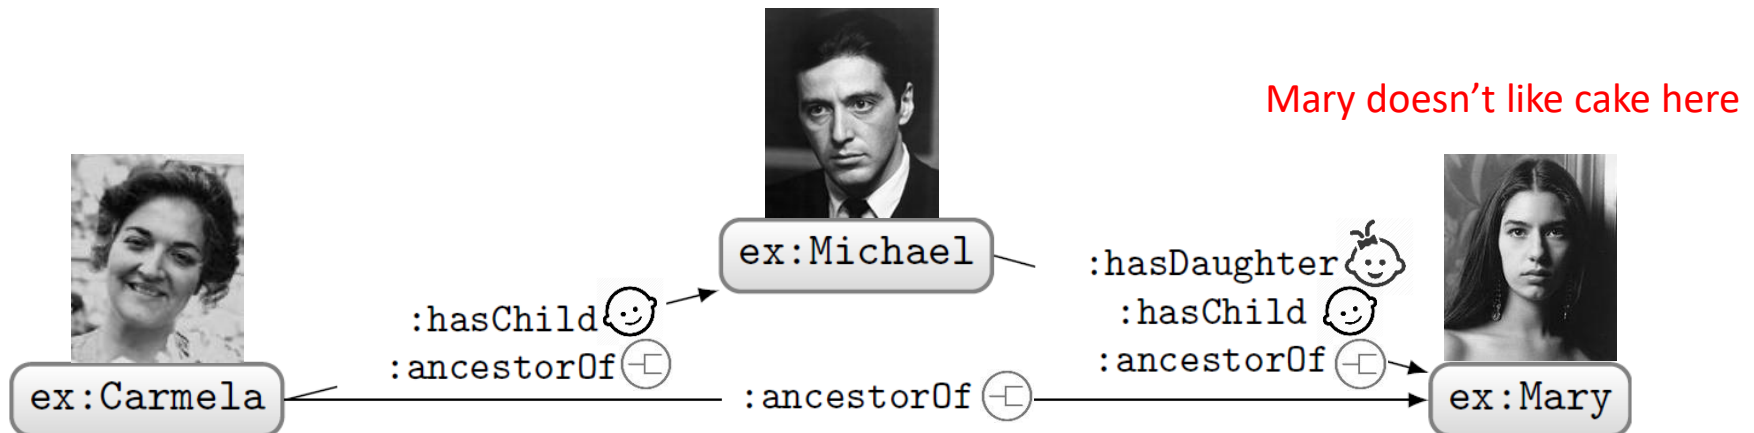 Mary doesn’t like cake here
ex:Michael
:hasDaughter
:hasChild
:hasChild
:ancestorOf
:ancestorOf
ex:Carmela
:ancestorOf
ex:Mary